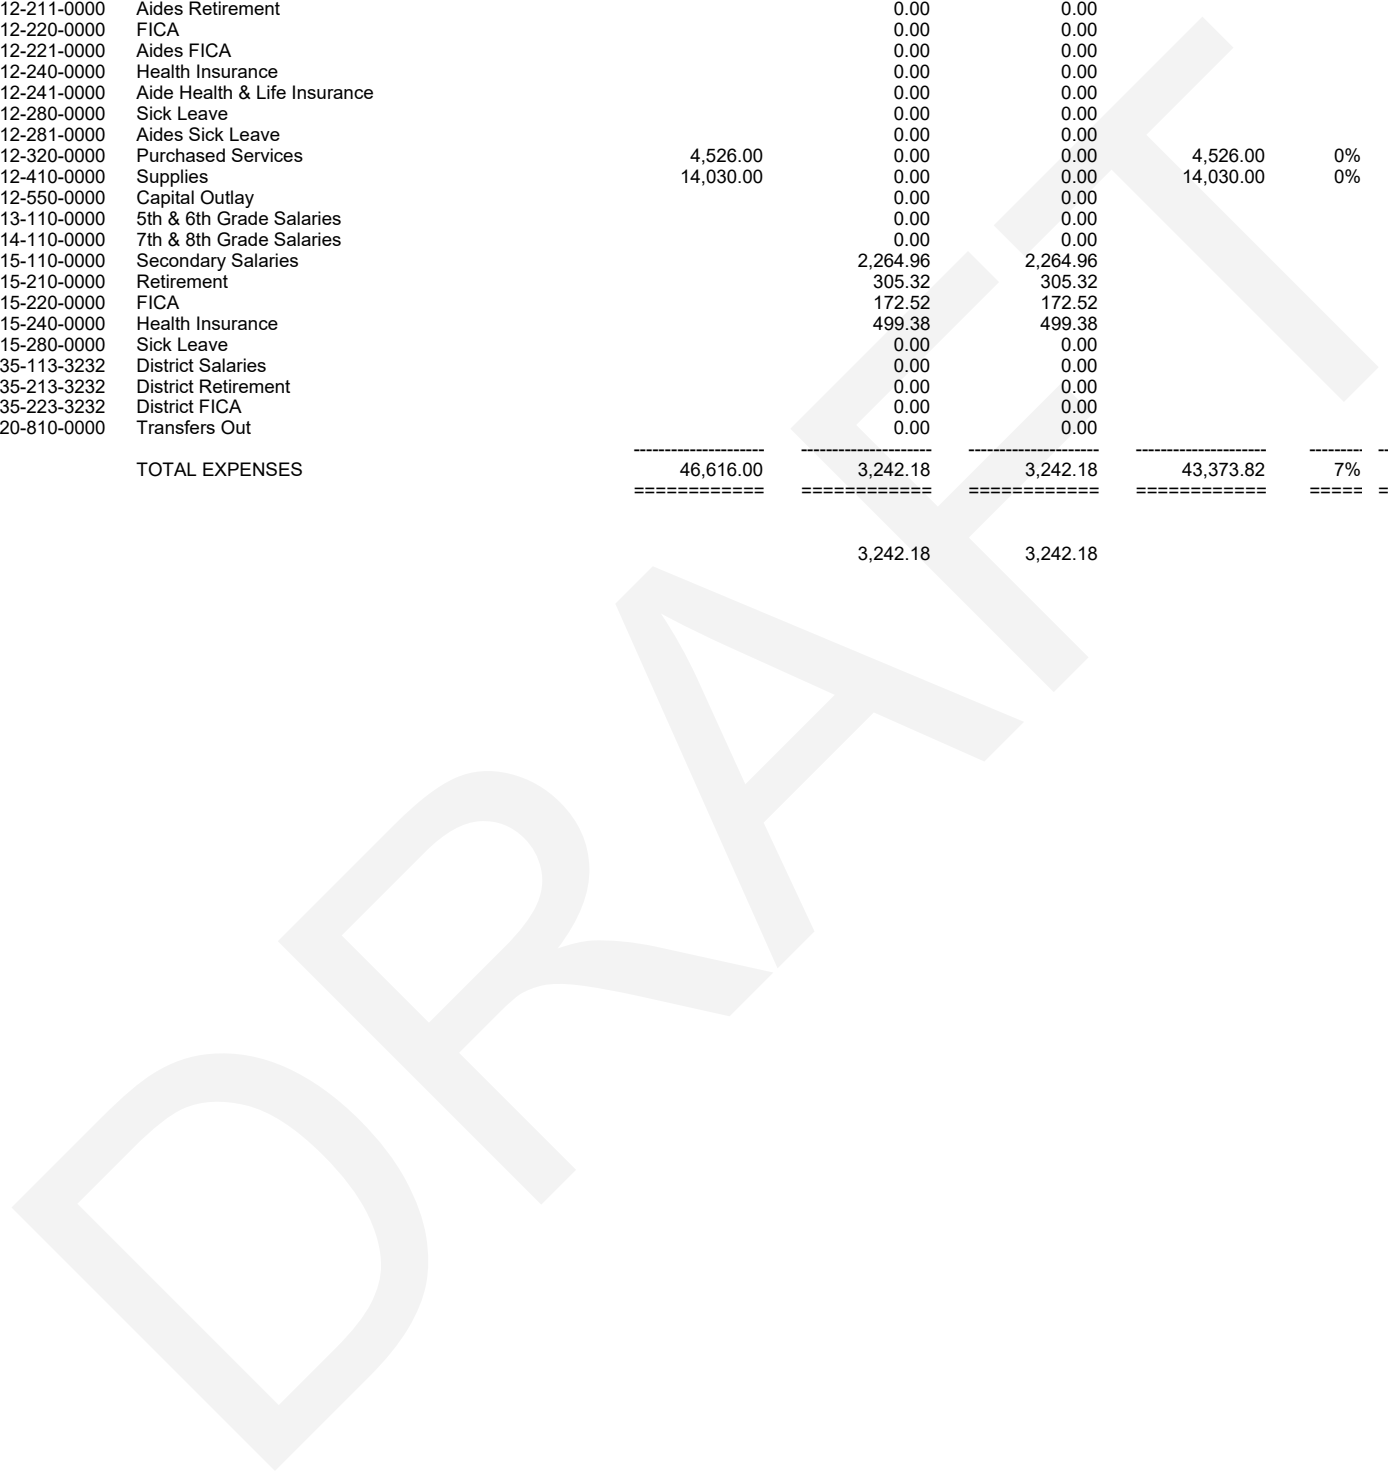 12-211-0000 Aides Retirement 0.00 0.00
12-220-0000 FICA 0.00 0.00
12-221-0000 Aides FICA 0.00 0.00
12-240-0000 Health Insurance 0.00 0.00
12-241-0000 Aide Health & Life Insurance 0.00 0.00
12-280-0000 Sick Leave 0.00 0.00
12-281-0000 Aides Sick Leave 0.00 0.00
12-320-0000 Purchased Services 4,526.00 0.00 0.00 4,526.00 0%
12-410-0000 Supplies 14,030.00 0.00 0.00 14,030.00 0%
12-550-0000 Capital Outlay 0.00 0.00
13-110-0000 5th & 6th Grade Salaries 0.00 0.00
14-110-0000 7th & 8th Grade Salaries 0.00 0.00
15-110-0000 Secondary Salaries 2,264.96 2,264.96
15-210-0000 Retirement 305.32 305.32
15-220-0000 FICA 172.52 172.52
15-240-0000 Health Insurance 499.38 499.38
15-280-0000 Sick Leave 0.00 0.00
35-113-3232 District Salaries 0.00 0.00
35-213-3232 District Retirement 0.00 0.00
35-223-3232 District FICA 0.00 0.00
20-810-0000 Transfers Out 0.00 0.00
--------------------- --------------------- --------------------- --------------------- -------- --
TOTAL EXPENSES 46,616.00 3,242.18 3,242.18 43,373.82 7%
============ ============ ============ ============ ===== =
3,242.18 3,242.18
DRAFT